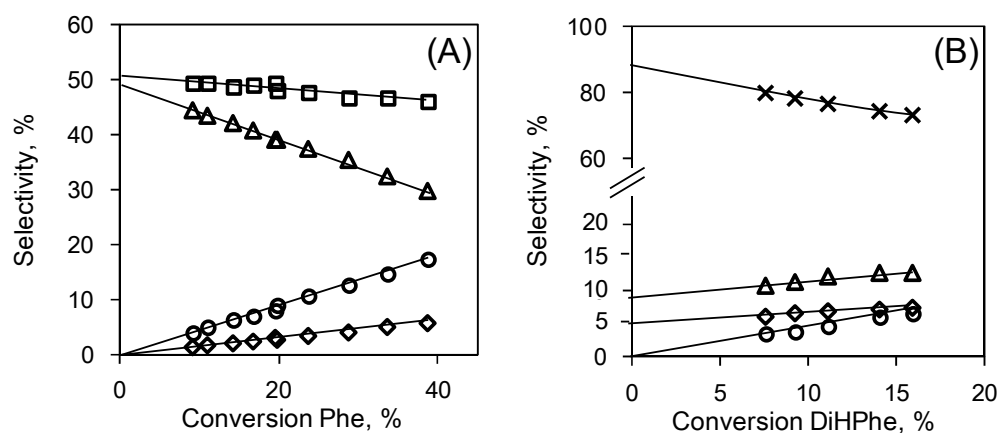 (A)
60
50
40
30
20
10
0
Selectivity, %
0 20 40
Conversion Phe, %
(B)
100
80
60
20
15
10
5
0
Selectivity, %
0 5 10 15 20
Conversion DiHPhe, %